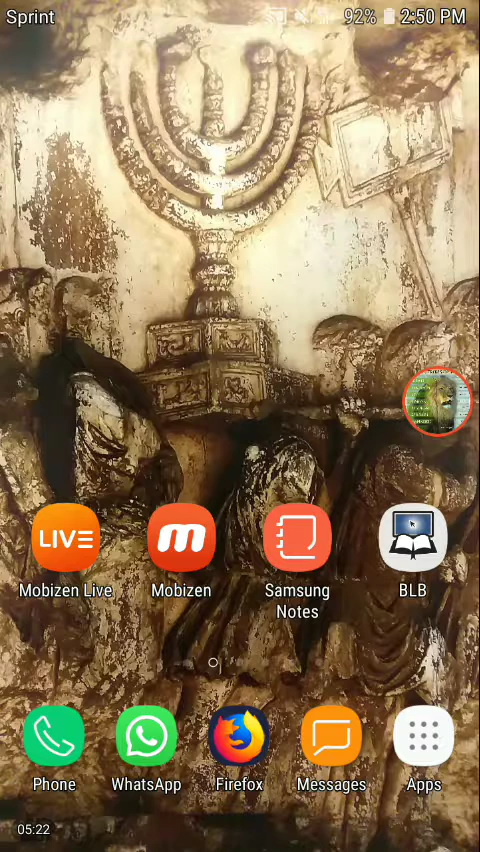 Sprint 92% 2:50 PM
LIVE
Mobizen Live Mobizen Samsung Notes BLB
Phone WhatsApp Firefox Messages Apps
05:22